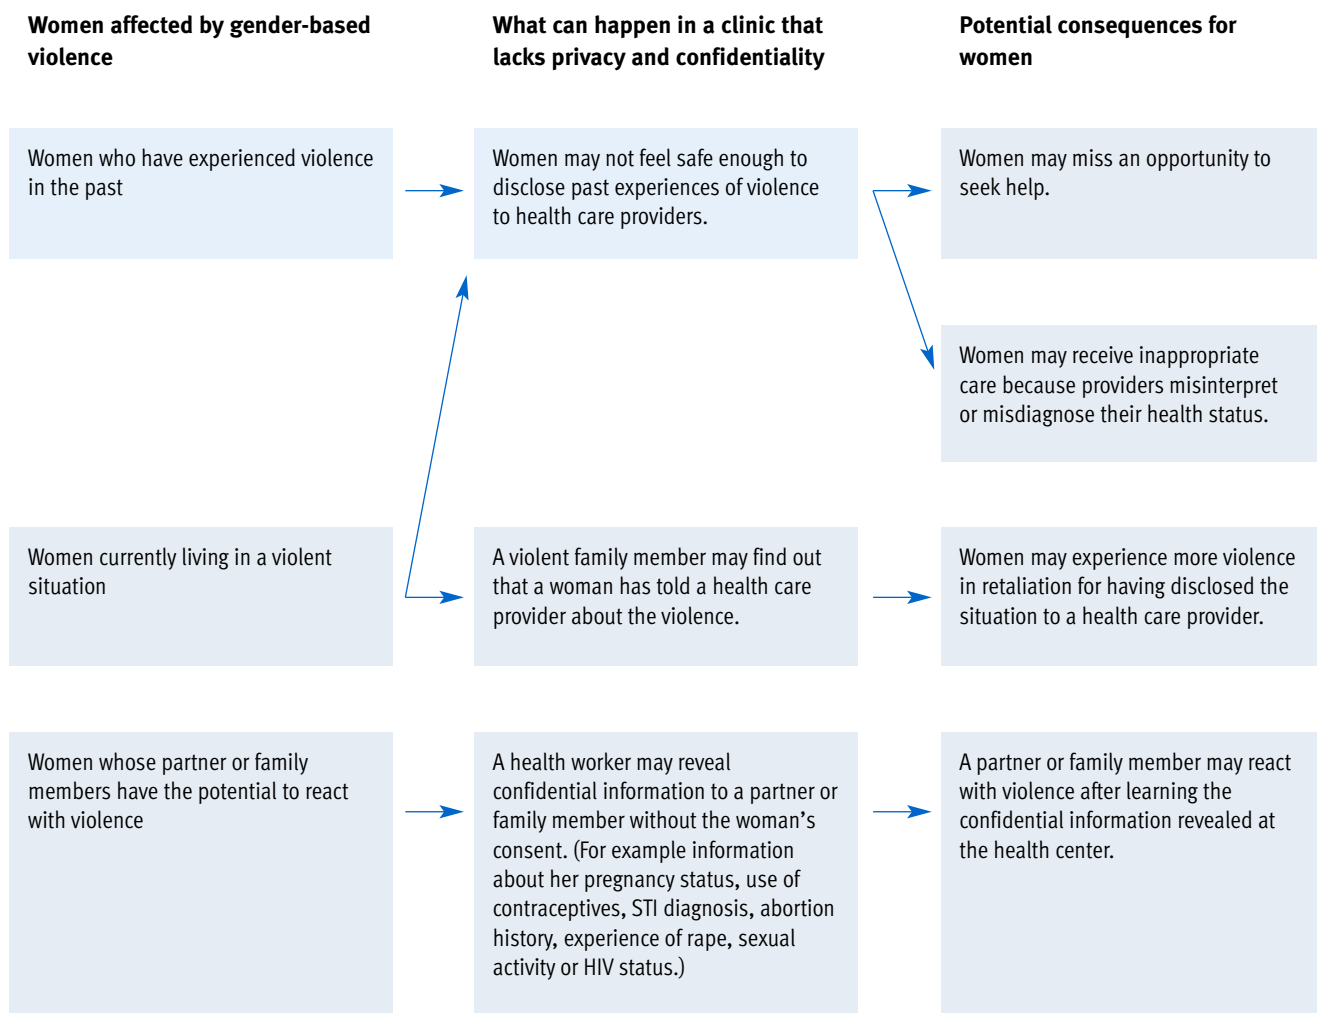 Women affected by gender-based
violence
What can happen in a clinic that
lacks privacy and confidentiality
Potential consequences for
women
Women who have experienced violence
in the past
Women may not feel safe enough to
disclose past experiences of violence
to health care providers.
Women may miss an opportunity to
seek help.
Women may receive inappropriate
care because providers misinterpret
or misdiagnose their health status.
Women currently living in a violent
situation
A violent family member may find out
that a woman has told a health care
provider about the violence.
Women may experience more violence
in retaliation for having disclosed the
situation to a health care provider.
Women whose partner or family
members have the potential to react
with violence
A health worker may reveal
confidential information to a partner or
family member without the woman’s
consent. (For example information
about her pregnancy status, use of
contraceptives, STI diagnosis, abortion
history, experience of rape, sexual
activity or HIV status.)
A partner or family member may react
with violence after learning the
confidential information revealed at
the health center.